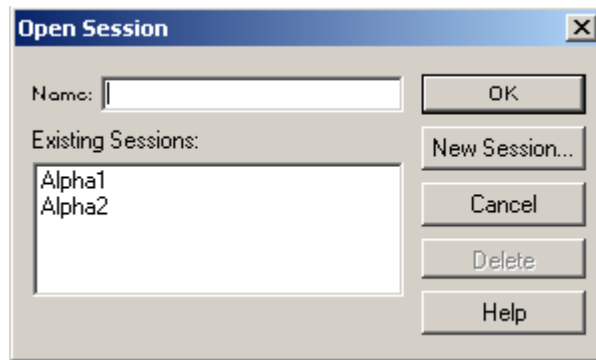 Open Session
Name:
OK
Existing Sessions:
New Session...
Alpha1
Alpha2
Cancel
Delete
Help